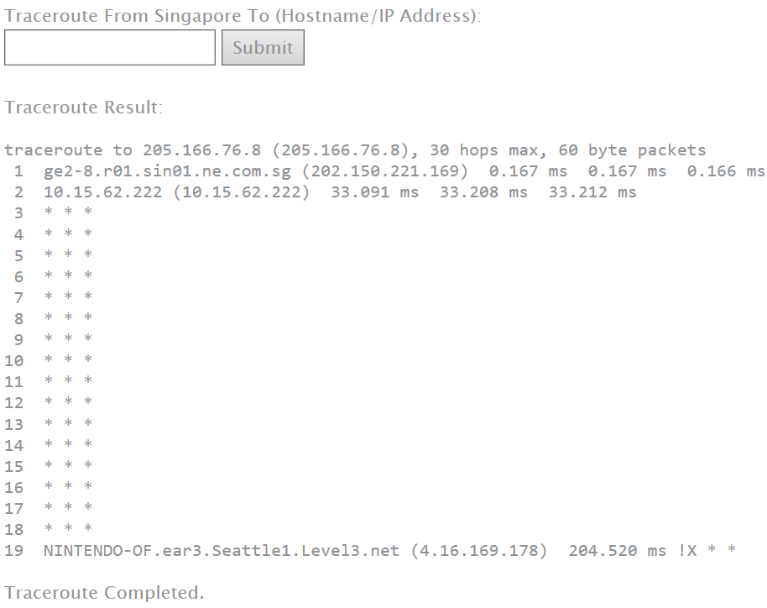 Traceroute From Singapore To (Hostname/IP Address):
Submit
Traceroute Result:
traceroute to 205.166.76.8 (205.166.76.8), 30 hops max, 60 byte packets
1  ge2-8.r01.sin01.ne.com.sg (202.150.221.169)  0.167 ms  0.167 ms  0.166 ms
2  10.15.62.222 (10.15.62.222)  33.091 ms  33.208 ms  33.212 ms
3  * * *
4  * * *
5  * * *
6  * * *
7  * * *
8  * * *
9  * * *
10  * * *
11  * * *
12  * * *
13  * * *
14  * * *
15  * * *
16  * * *
17  * * *
18  * * *
19  NINTENDO-OF.ear3.Seattle1.Level3.net (4.16.169.178)  204.520 ms !X * *
Traceroute Completed.